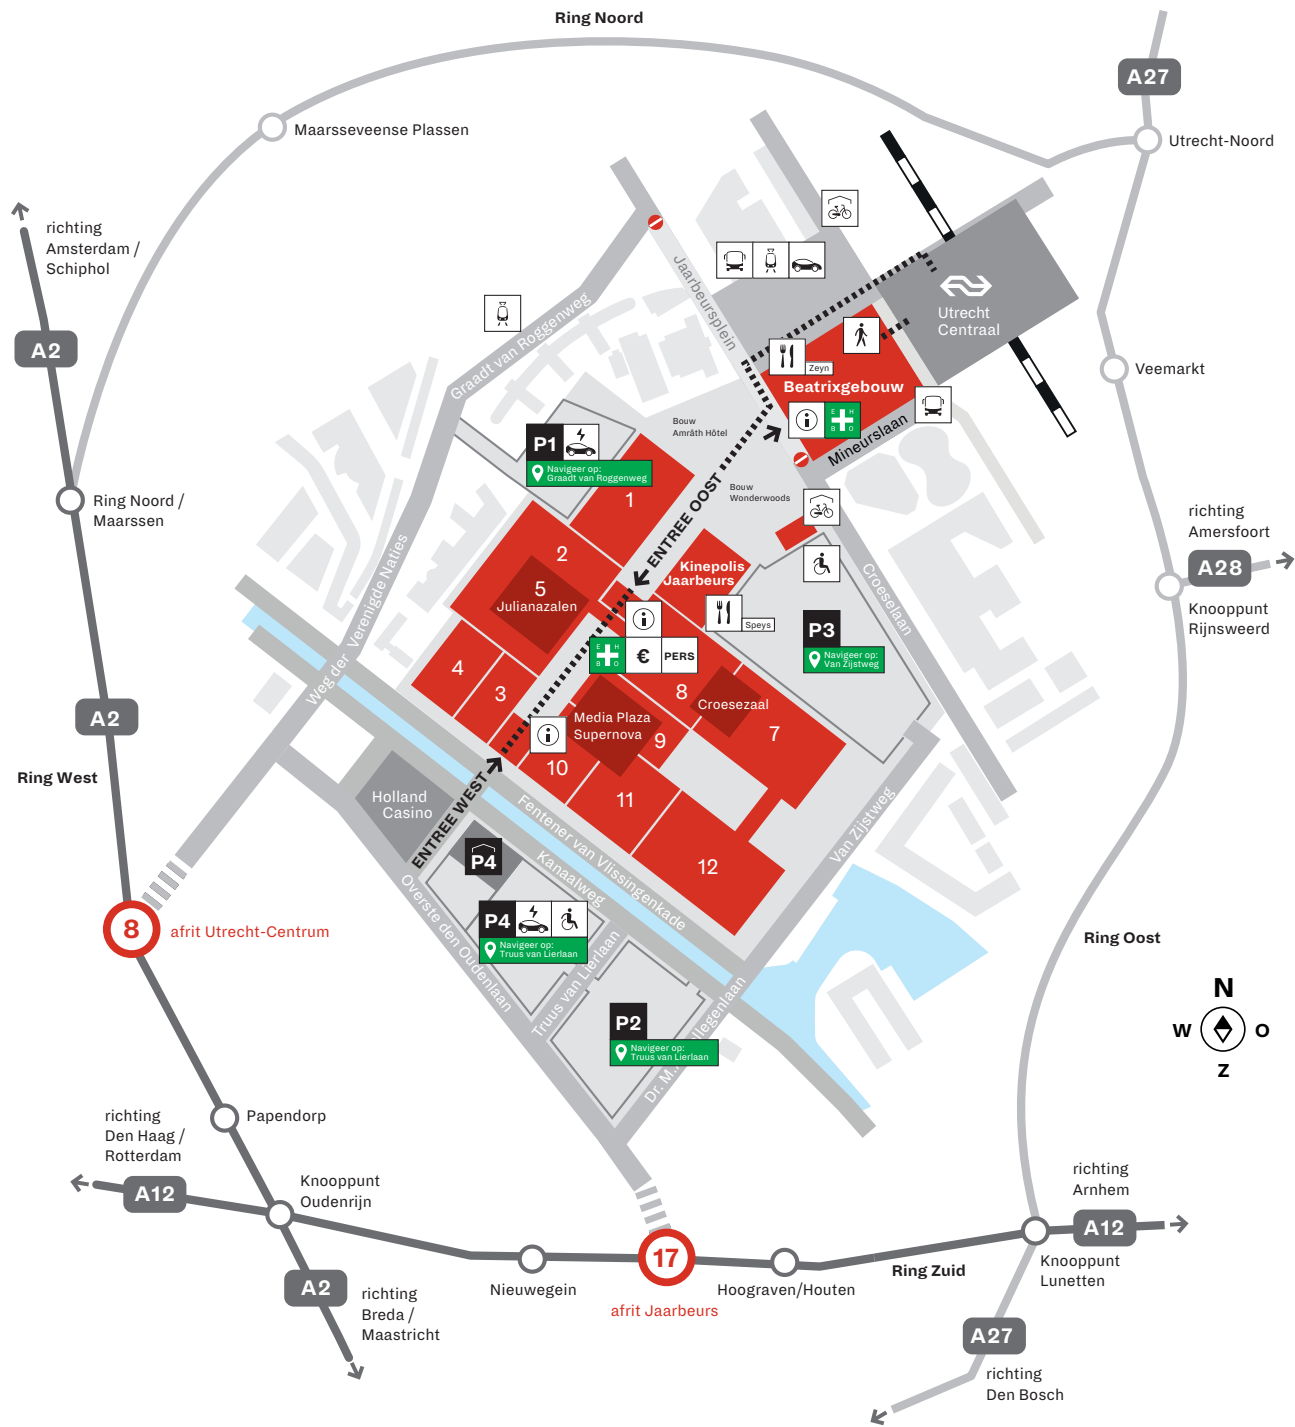 Ring Noord
A27
Maarsseveense Plassen
Utrecht-Noord
richting
Amsterdam /
Schiphol
A2
Jaarbeursplein
Graadt van Roggenweg
Utrecht
Centraal
Zeyn
Beatrixgebouw
E H
B O
Mineurslaan
Veemarkt
Bouw
Amrâth Hôtel
P1
Navigeer op:
Graadt van Roggenweg
1
ENTREE OOST
Bouw
Wonderwoods
Ring Noord /
Maarssen
richting
Amersfoort
A28
Knooppunt
Rijnsweerd
2
5
Julianazalen
Kinepolis
Jaarbeurs
Speys
Croeselaan
P3
Navigeer op:
Van Zijstweg
Weg der Verenigde Naties
E H
B O
€
PERS
4
3
8
Croesezaal
7
Media Plaza
Supernova
9
10
11
12
A2
Ring West
Holland
Casino
ENTREE WEST
Fentener van Vlissingenkade
Kanaalweg
Van Zijstweg
P4
P4
Navigeer op:
Truus van Lierlaan
Overste den Oudenlaan
Truus van Lierlaan
P2
Navigeer op:
Truus van Lierlaan
8
afrit Utrecht-Centrum
Ring Oost
N
W
O
Z
Papendorp
richting
Den Haag /
Rotterdam
A12
Knooppunt
Oudenrijn
A2
richting
Breda /
Maastricht
Nieuwegein
17
afrit Jaarbeurs
Hoograven/Houten
Ring Zuid
richting
Arnhem
A12
Knooppunt
Lunetten
A27
richting
Den Bosch